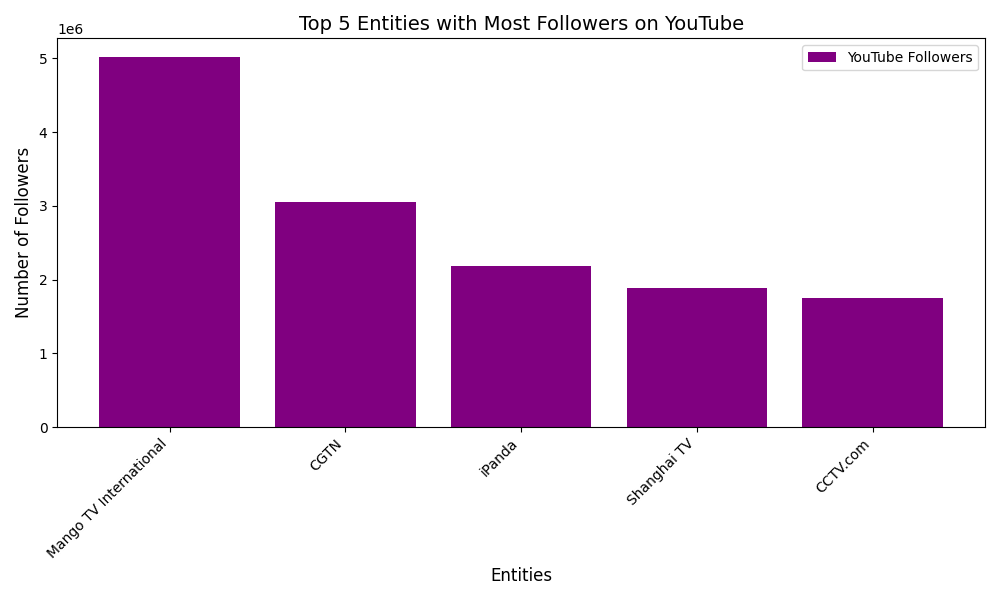 Top 5 Entities with Most Followers on YouTube
1e6
YouTube Followers
5
4
3
2
1
0
Number of Followers
Mango TV International
CGTN
iPanda
Shanghai TV
CCTV.com
Entities